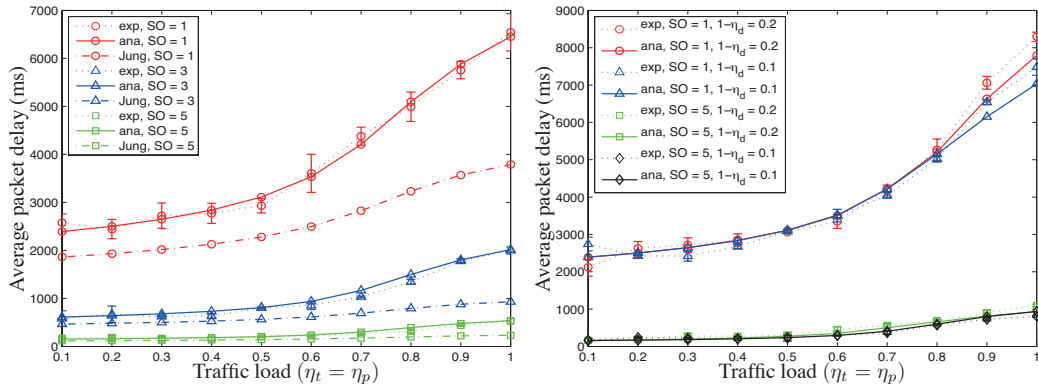 7000
6000
5000
4000
3000
2000
1000
0
Average packet delay (ms)
exp, SO = 1
ana, SO = 1
Jung, SO = 1
exp, SO = 3
ana, SO = 3
Jung, SO = 3
exp, SO = 5
ana, SO = 5
Jung, SO = 5
0.1 0.2 0.3 0.4 0.5 0.6 0.7 0.8 0.9 1
Traffic load (ηt = ηp)
9000
8000
7000
6000
5000
4000
3000
2000
1000
0
Average packet delay (ms)
exp, SO = 1, 1−ηd = 0.2
ana, SO = 1, 1−ηd = 0.2
exp, SO = 1, 1−ηd = 0.1
ana, SO = 1, 1−ηd = 0.1
exp, SO = 5, 1−ηd = 0.2
ana, SO = 5, 1−ηd = 0.2
exp, SO = 5, 1−ηd = 0.1
ana, SO = 5, 1−ηd = 0.1
0.1 0.2 0.3 0.4 0.5 0.6 0.7 0.8 0.9 1
Traffic load (ηt = ηp)